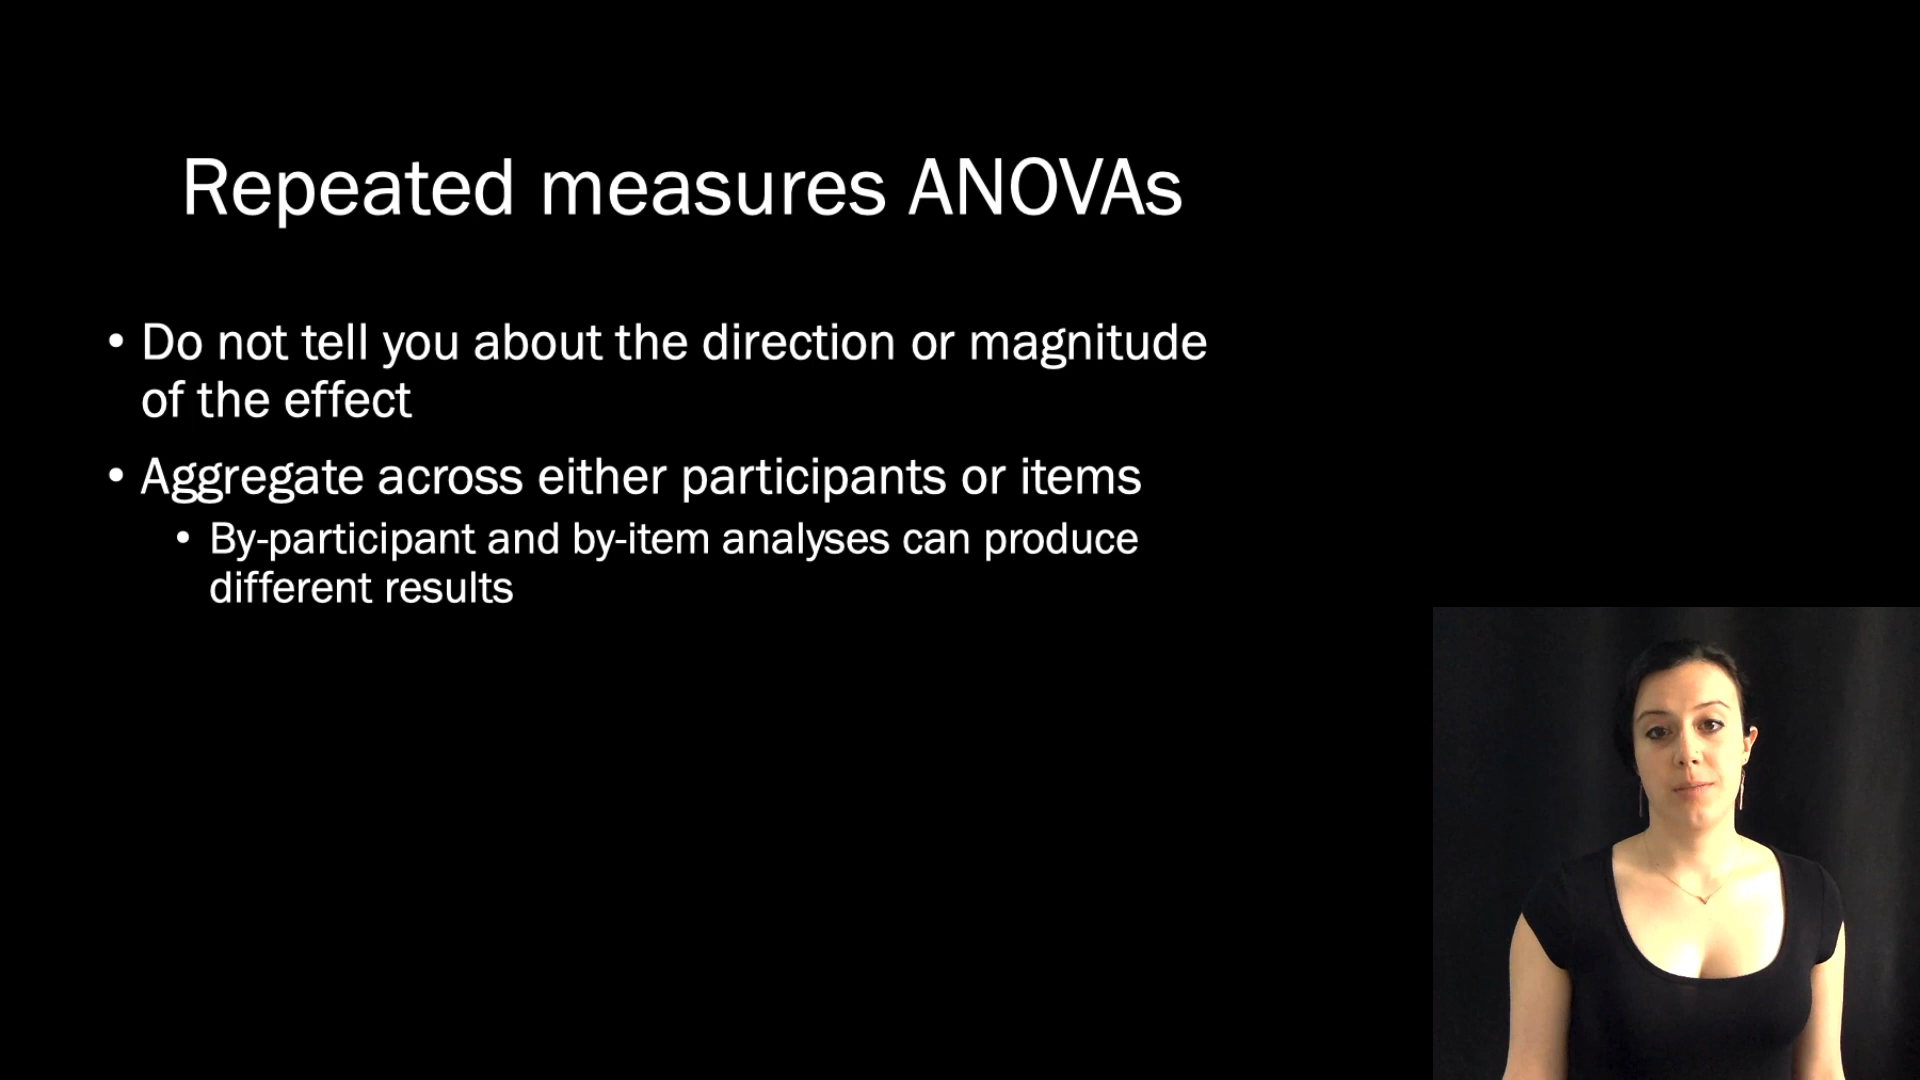 Repeated measures ANOVAs
• Do not tell you about the direction or magnitude
of the effect
• Aggregate across either participants or items
• By-participant and by-item analyses can produce
different results